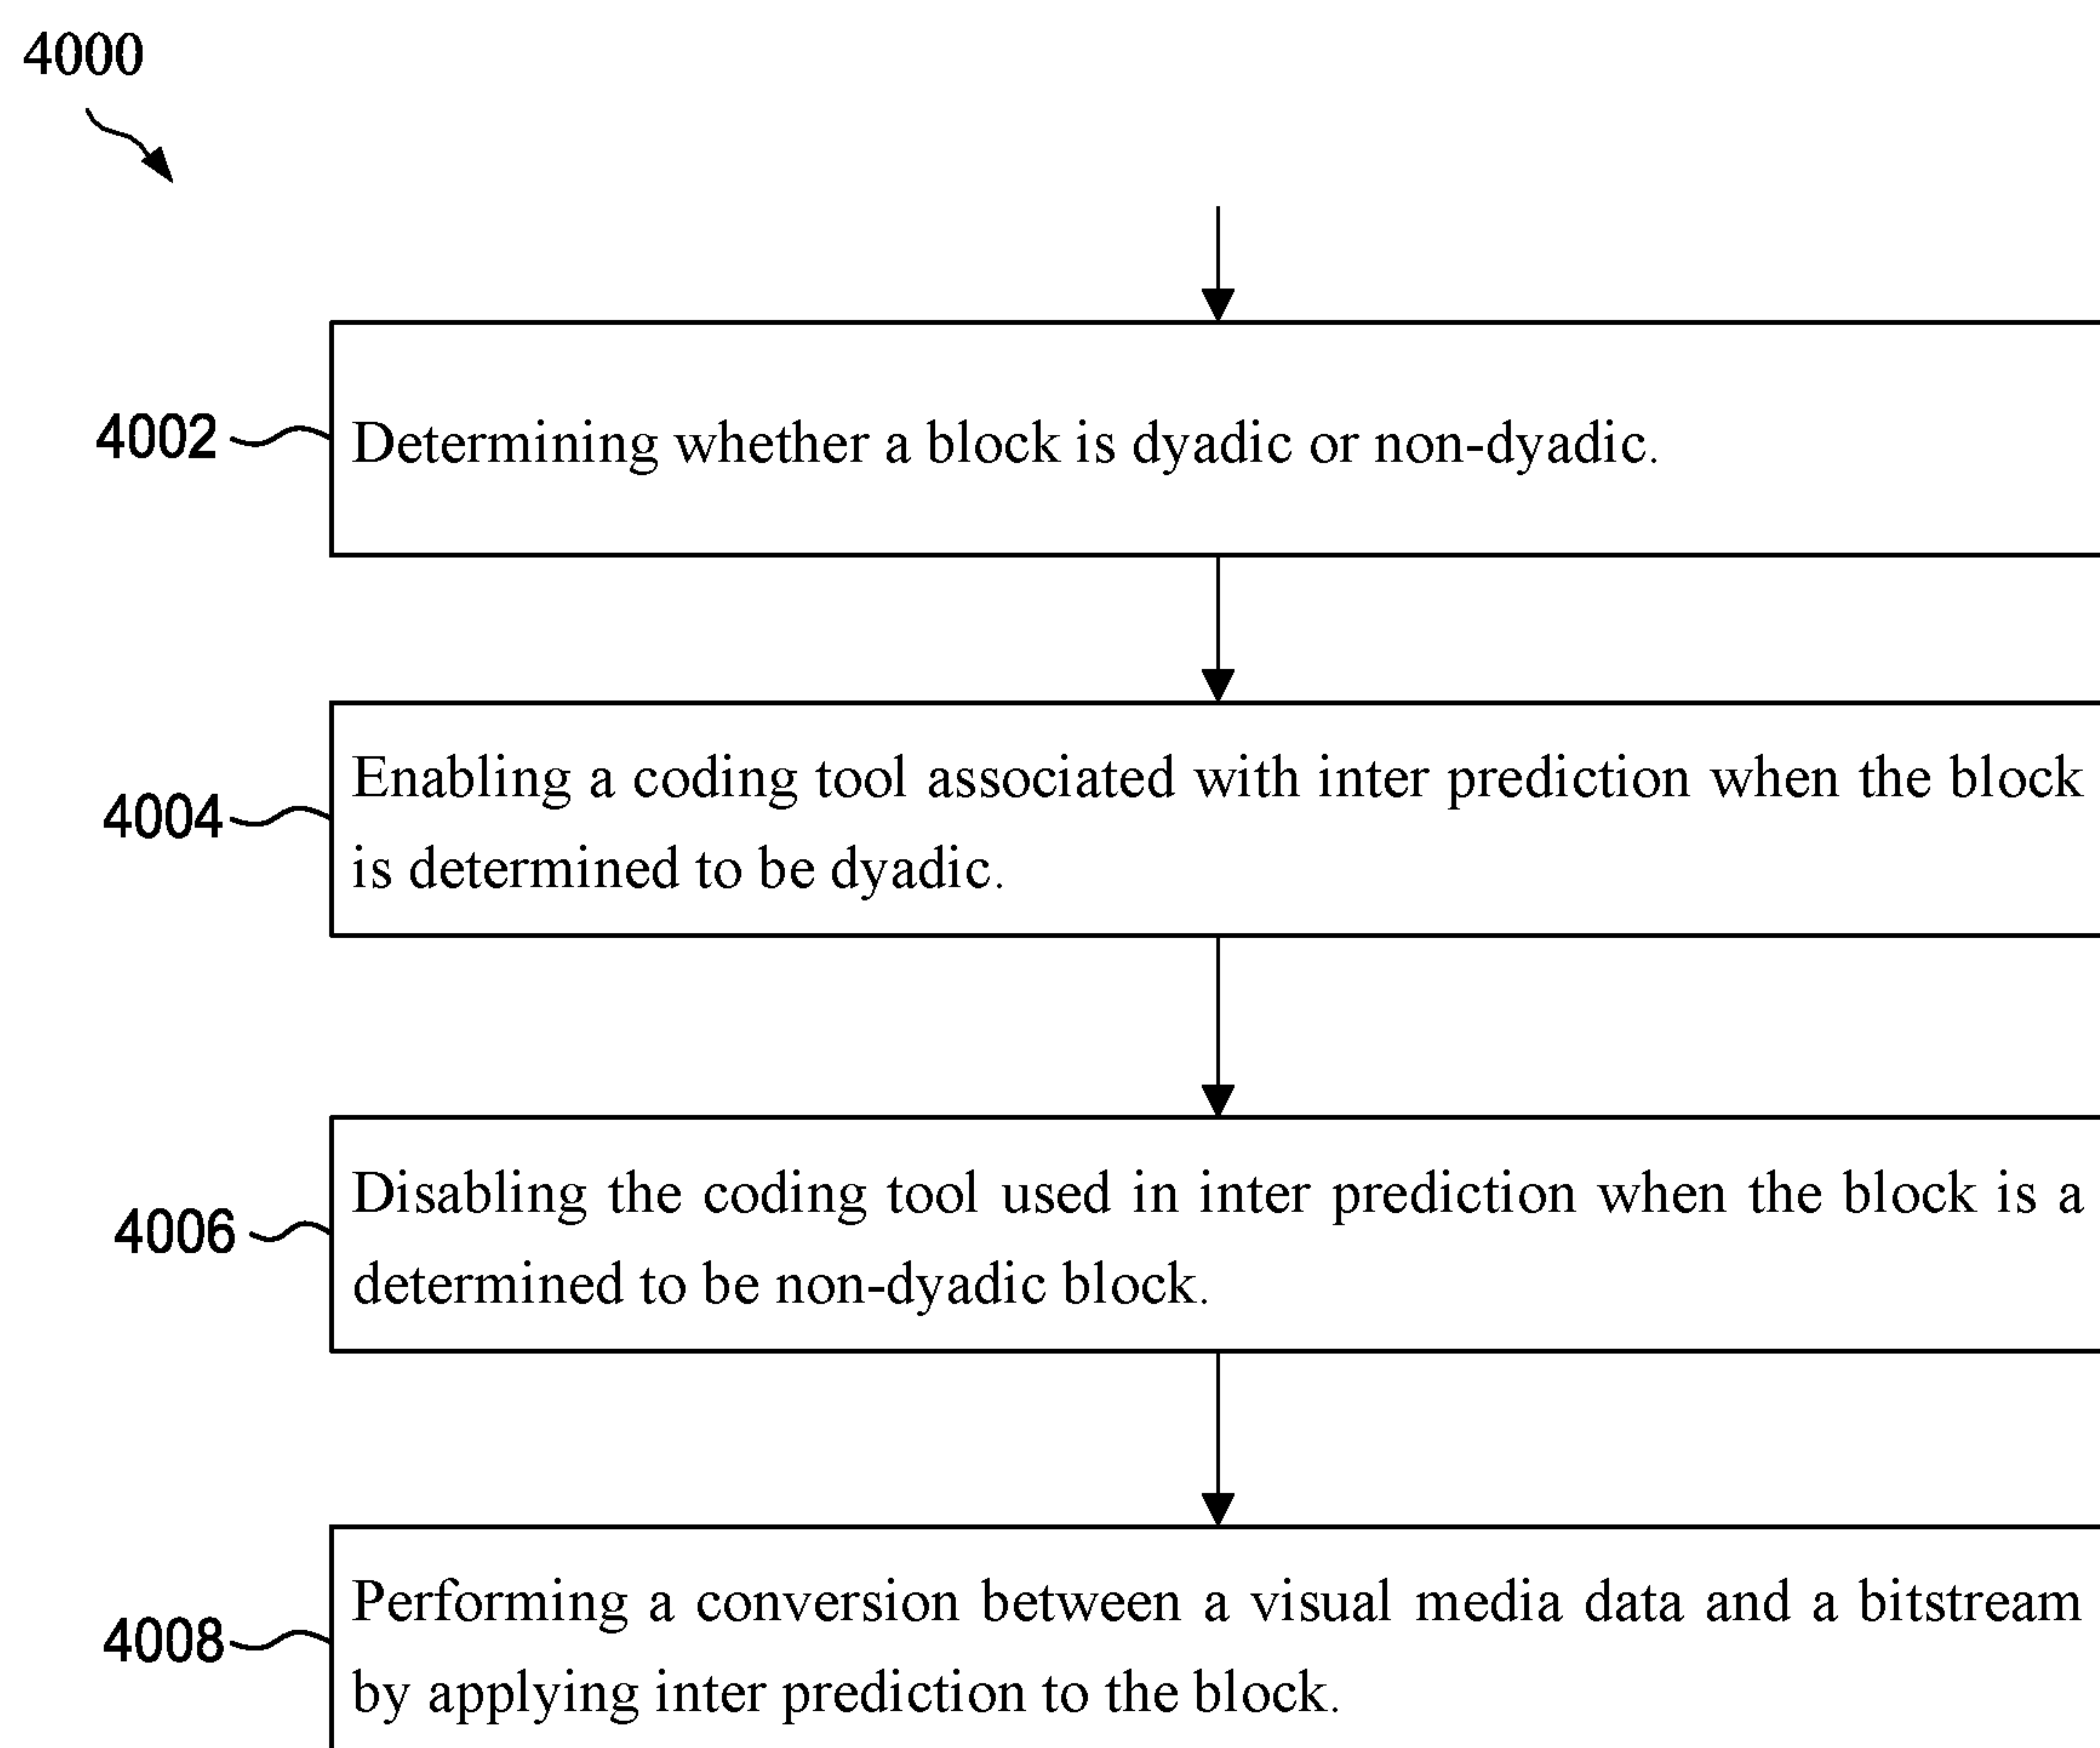 4000
4002
Determining whether a block is dyadic or non-dyadic.
4004
Enabling a coding tool associated with inter prediction when the block
is determined to be dyadic.
4006
Disabling the coding tool used in inter prediction when the block is a
determined to be non-dyadic block.
4008
Performing a conversion between a visual media data and a bitstream
by applying inter prediction to the block.